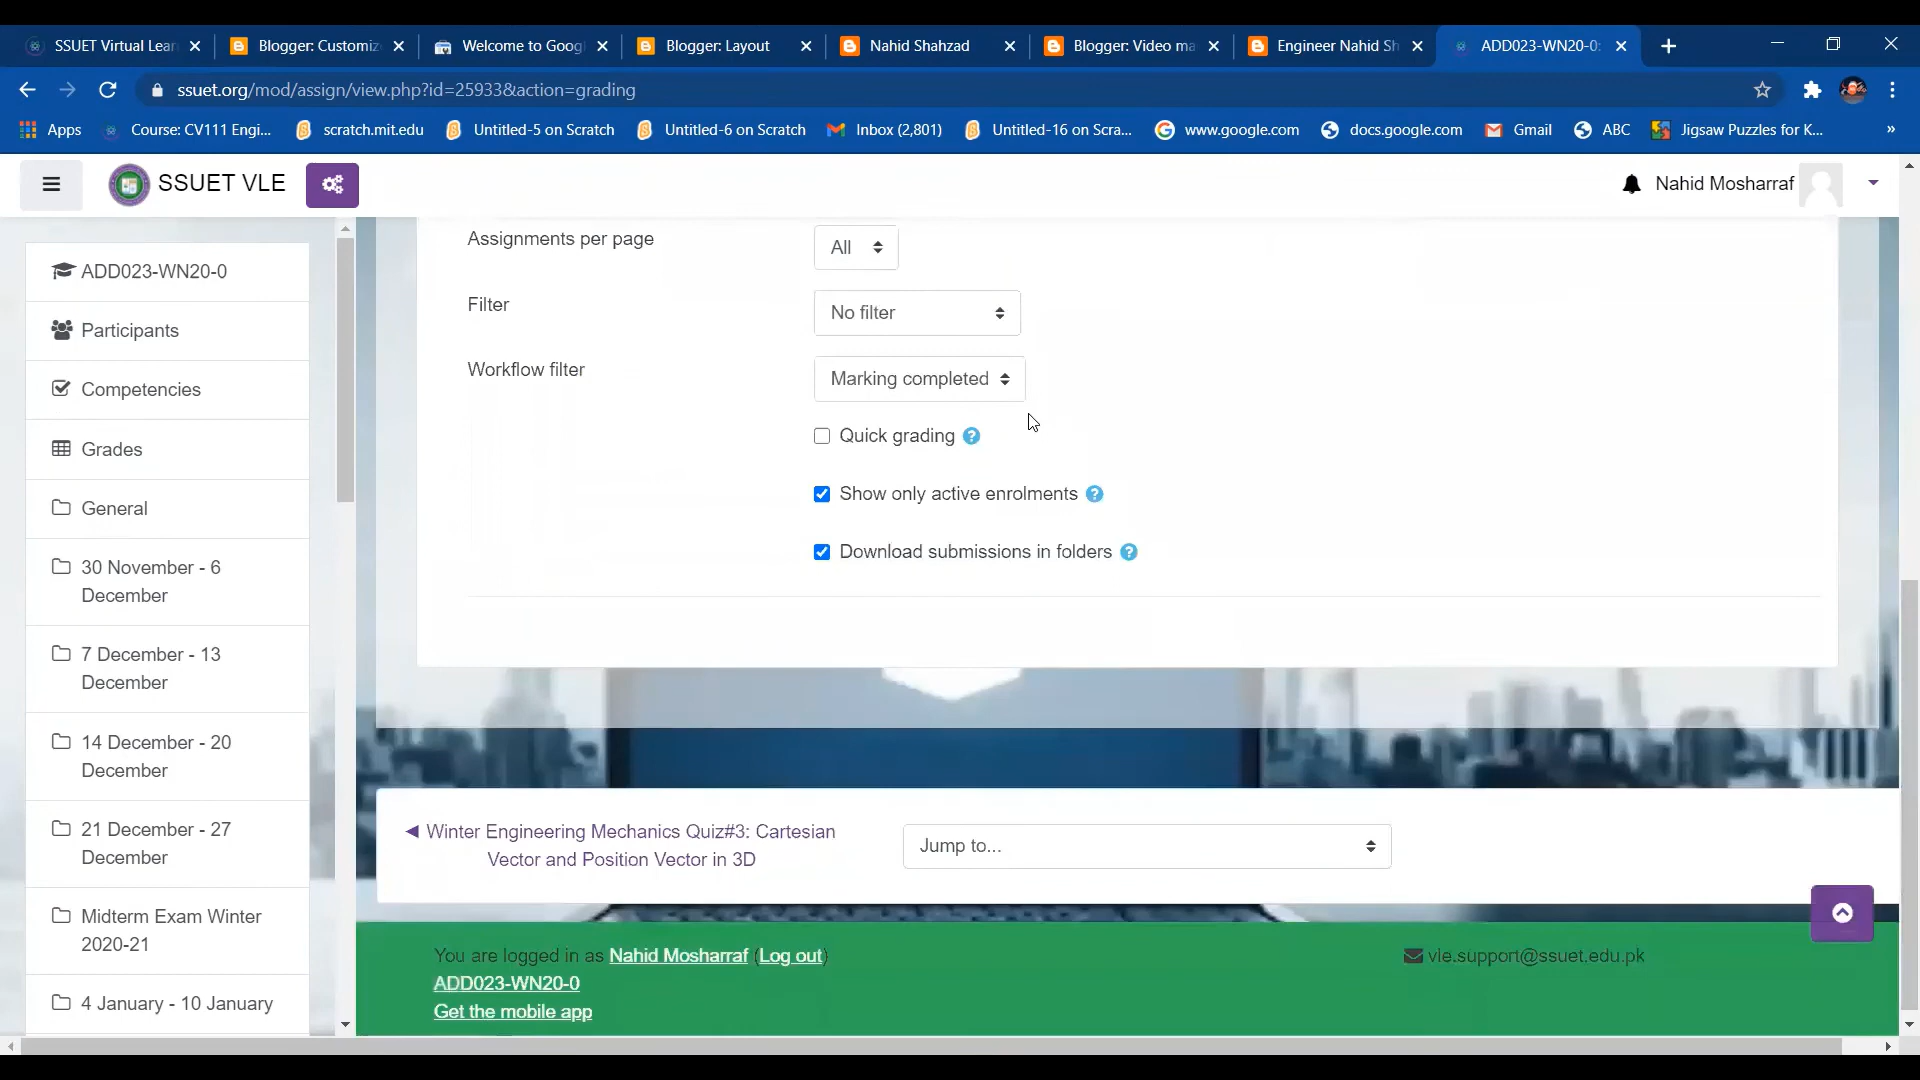 SSUET Virtual Lear
Blogger: Customiz
Welcome to Googl
Blogger: Layout
Nahid Shahzad
Blogger: Video ma
Engineer Nahid Sh
ADD023-WN20-0:
ssuet.org/mod/assign/view.php?id=25933&action=grading
Apps
Course: CV111 Engi...
scratch.mit.edu
Untitled-5 on Scratch
Untitled-6 on Scratch
Inbox (2,801)
Untitled-16 on Scra...
www.google.com
docs.google.com
Gmail
ABC
Jigsaw Puzzles for K...
»
SSUET VLE
Nahid Mosharraf
ADD023-WN20-0
Participants
Competencies
Grades
General
30 November - 6
December
7 December - 13
December
14 December - 20
December
21 December - 27
December
Midterm Exam Winter
2020-21
4 January - 10 January
Assignments per page
All
Filter
No filter
Workflow filter
Marking completed
Quick grading
Show only active enrolments
Download submissions in folders
Winter Engineering Mechanics Quiz#3: Cartesian
Vector and Position Vector in 3D
Jump to...
You are logged in as Nahid Mosharraf (Log out)
ADD023-WN20-0
Get the mobile app
vle.support@ssuet.edu.pk